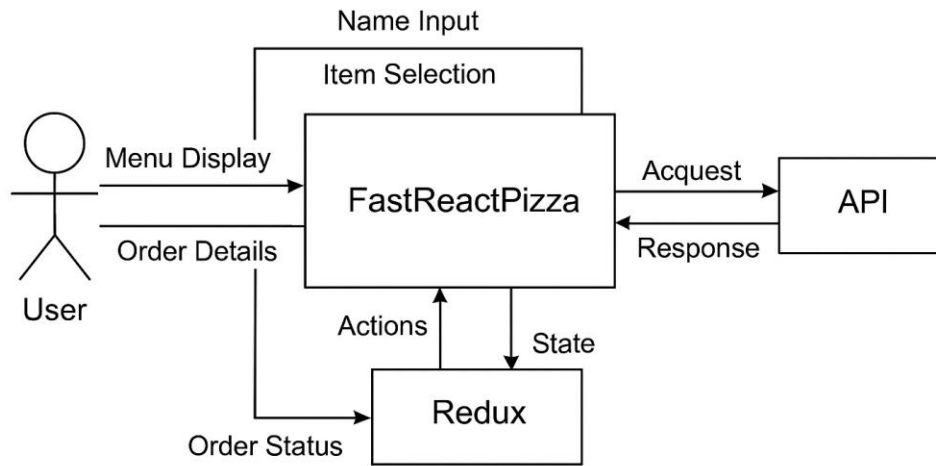 Name Input
Item Selection
Menu Display
FastReactPizza
Acquest
API
Order Details
Response
User
Actions
State
Redux
Order Status